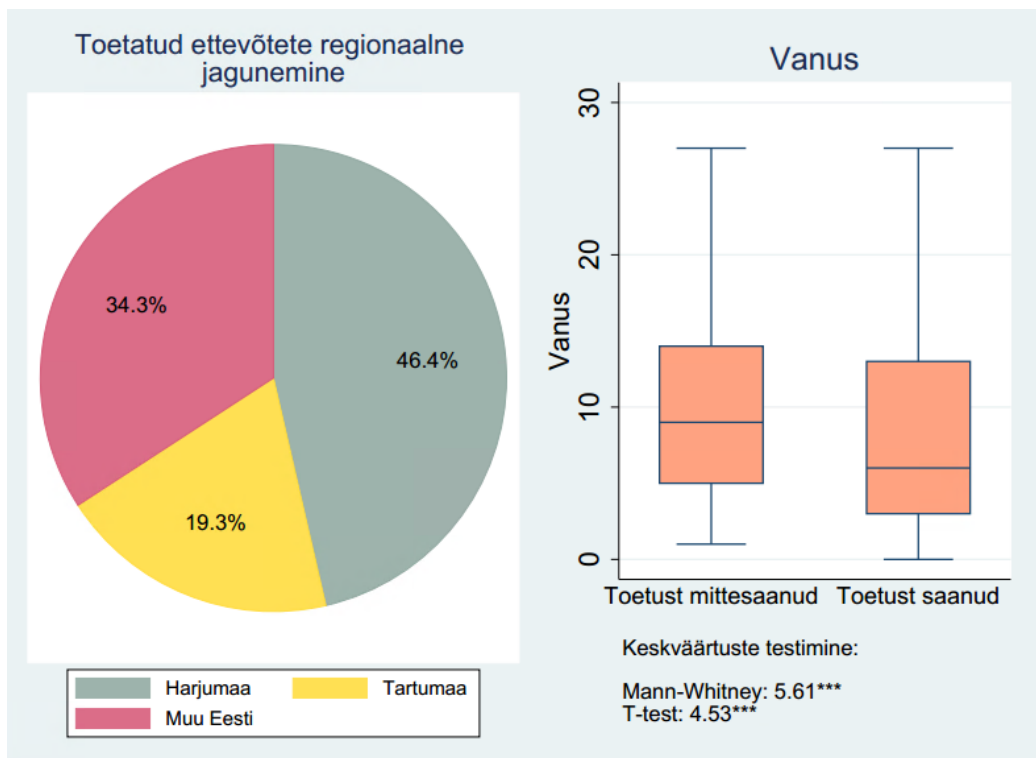 Toetatud ettevõtete regionaalne
jagunemine
34.3%
46.4%
19.3%
Harjumaa
Tartumaa
Muu Eesti
Vanus
Vanus
30
20
10
0
Toetust mittesaanud
Toetust saanud
Keskväärtuste testimine:
Mann-Whitney: 5.61***
T-test: 4.53***